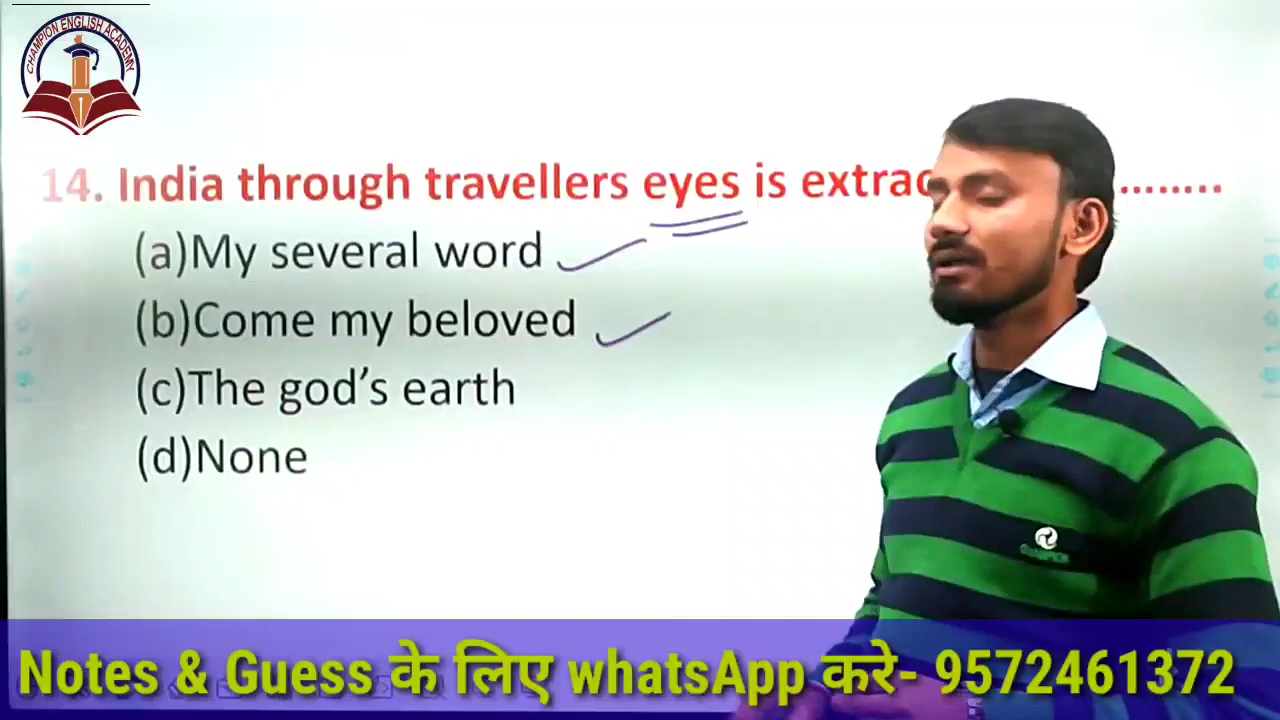 CHAMPION ENGLISH ACADEMY
14. India through travellers eyes is ........
(a)My several word
(b)Come my beloved
(c)The god's earth
(d)None
CHAMPION
Notes & Guess के लिए whatsApp करे- 9572461372